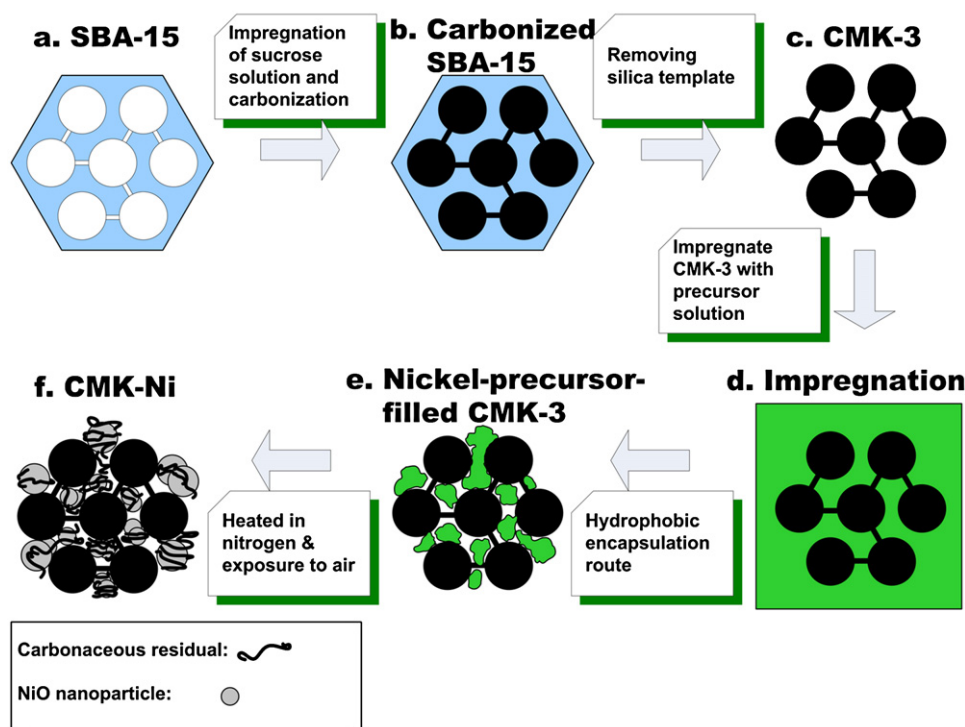 a. SBA-15
Impregnation
of sucrose
solution and
carbonization
b. Carbonized
SBA-15
Removing
silica template
c. CMK-3
Impregnate
CMK-3 with
precursor
solution
d. Impregnation
Hydrophobic
encapsulation
route
e. Nickel-precursor-
filled CMK-3
Heated in
nitrogen &
exposure to air
f. CMK-Ni
Carbonaceous residual:
NiO nanoparticle: